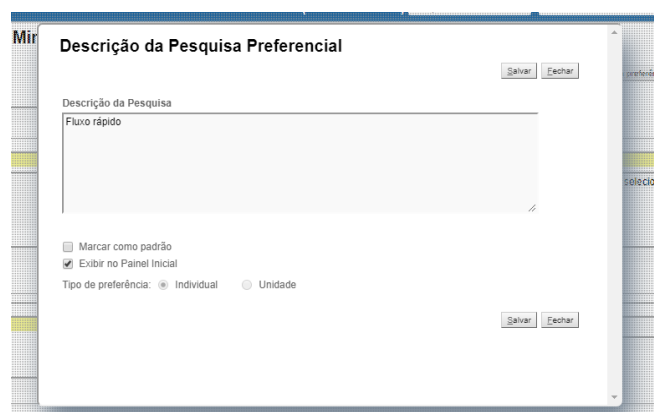 Mir
Descrição da Pesquisa Preferencial
Salvar Fechar
Descrição da Pesquisa
Fluxo rápido
selecio
Marcar como padrão
Exibir no Painel Inicial
Tipo de preferência: Individual Unidade
Salvar Fechar